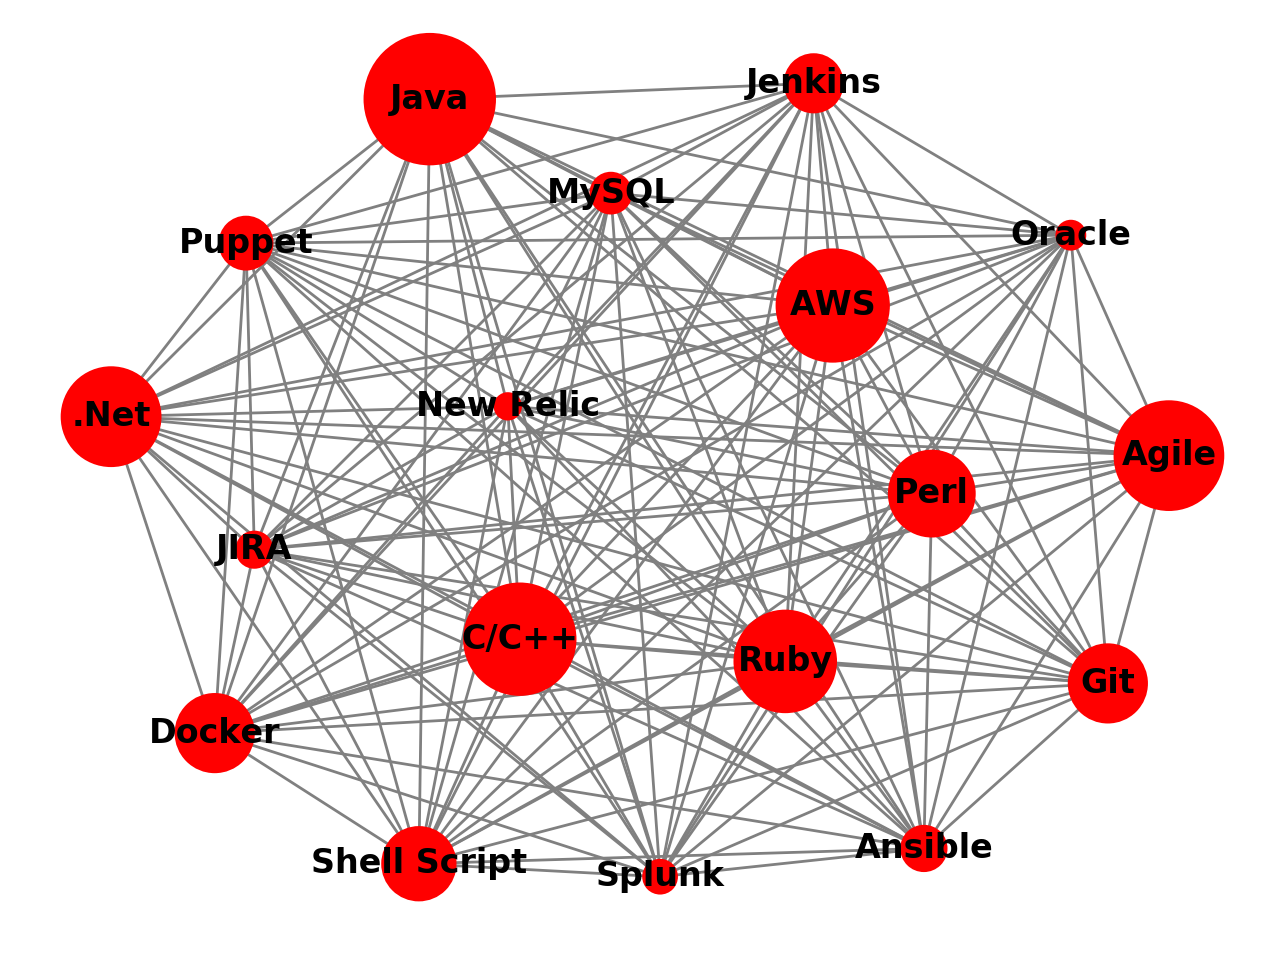 Java
Jenkins
MySQL
Oracle
Puppet
AWS
New Relic
.Net
Agile
Perl
JIRA
C/C++
Ruby
Git
Docker
Shell Script
Splunk
Ansible